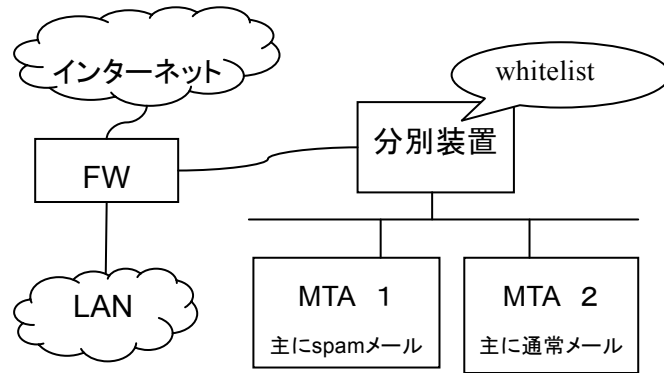 インターネット
whitelist
分別装置
FW
LAN
MTA 1
主にspamメール
MTA 2
主に通常メール